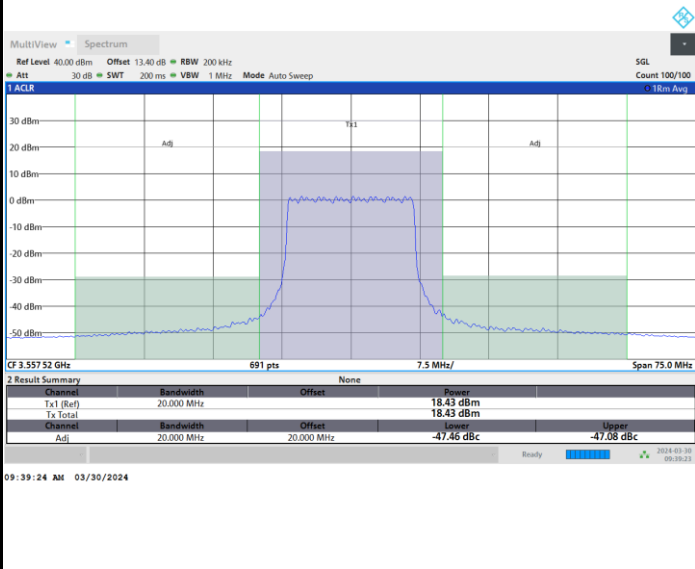 MultiView Spectrum
Ref Level 40.00 dBm Offset 13.40 dB RBW 200 kHz SGL
Att 30 dB SWT 200 ms VBW 1 MHz Mode Auto Sweep Count 100/100
1 ACLR 1Rm Avg
30 dBm
Tx1
20 dBm Adj Adj
10 dBm
0 dBm
-10 dBm
-20 dBm
-30 dBm
-40 dBm
-50 dBm
CF 3.557 52 GHz 691 pts 7.5 MHz/ Span 75.0 MHz
2 Result Summary None
Channel Bandwidth Offset Power
Tx1 (Ref) 20.000 MHz 18.43 dBm
Tx Total 18.43 dBm
Channel Bandwidth Offset Lower Upper
Adj 20.000 MHz 20.000 MHz -47.46 dBc -47.08 dBc
Ready 2024-03-30
09:39:23
09:39:24 AM 03/30/2024